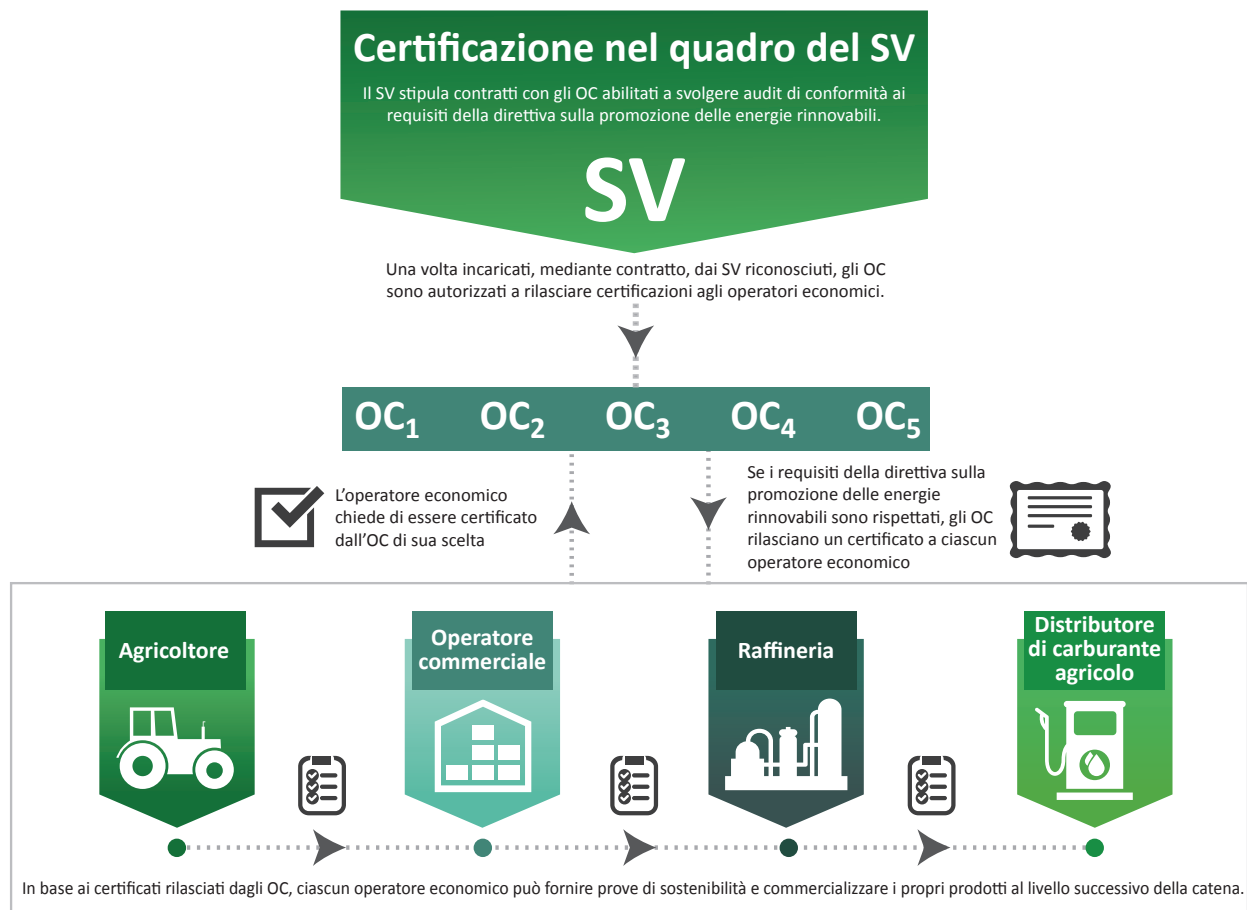 Certificazione nel quadro del SV
Il SV stipula contratti con gli OC abilitati a svolgere audit di conformità ai
requisiti della direttiva sulla promozione delle energie rinnovabili.
SV
Una volta incaricati, mediante contratto, dai SV riconosciuti, gli OC
sono autorizzati a rilasciare certificazioni agli operatori economici.
OC1 OC2 OC3 OC4 OC5
L'operatore economico
chiede di essere certificato
dall'OC di sua scelta
Se i requisiti della direttiva sulla
promozione delle energie
rinnovabili sono rispettati, gli OC
rilasciano un certificato a ciascun
operatore economico
Agricoltore
Operatore
commerciale
Raffineria
Distributore
di carburante
agricolo
In base ai certificati rilasciati dagli OC, ciascun operatore economico può fornire prove di sostenibilità e commercializzare i propri prodotti al livello successivo della catena.